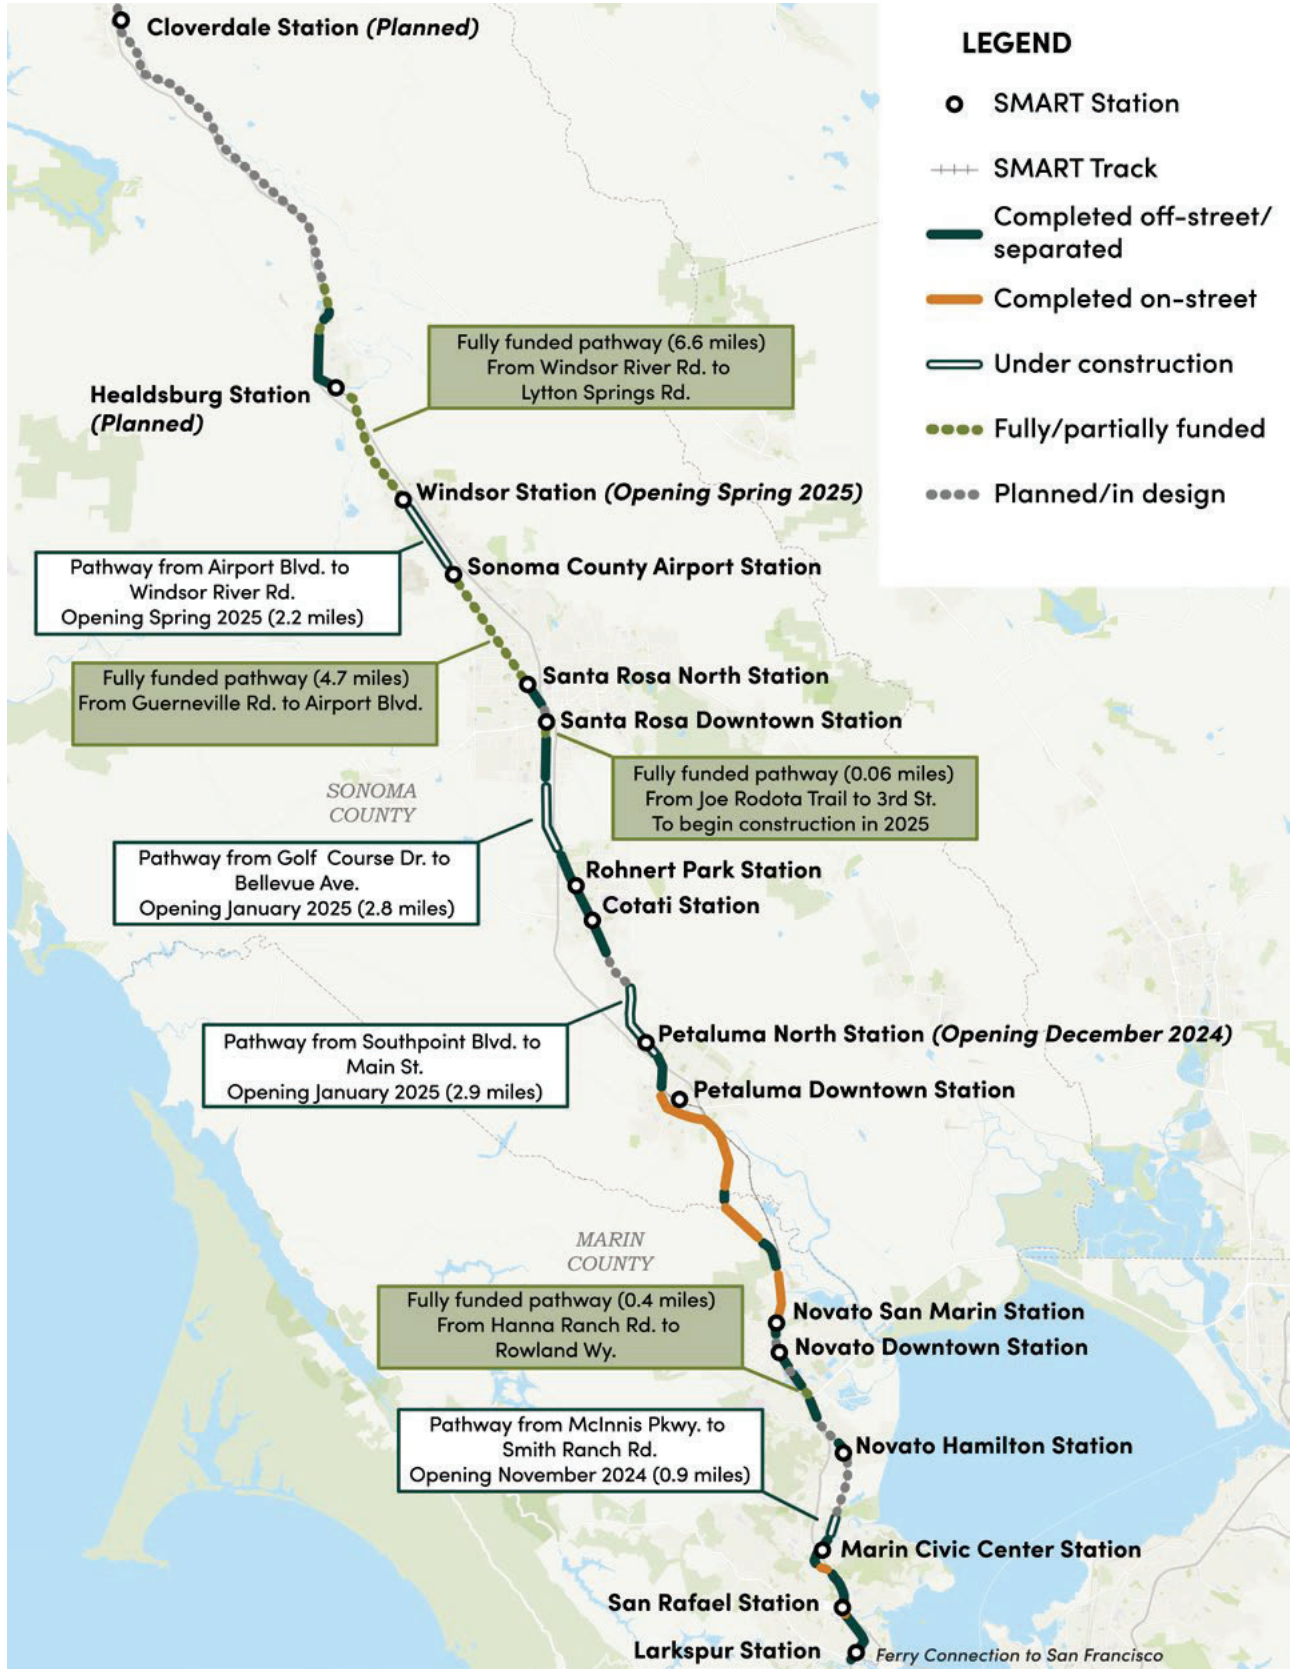 Cloverdale Station (Planned)
LEGEND
SMART Station
SMART Track
Completed off-street/
separated
Completed on-street
Under construction
Fully/partially funded
Planned/in design
Fully funded pathway (6.6 miles)
From Windsor River Rd. to
Lytton Springs Rd.
Healdsburg Station
(Planned)
Windsor Station (Opening Spring 2025)
Pathway from Airport Blvd. to
Windsor River Rd.
Opening Spring 2025 (2.2 miles)
Sonoma County Airport Station
Fully funded pathway (4.7 miles)
From Guerneville Rd. to Airport Blvd.
Santa Rosa North Station
Santa Rosa Downtown Station
Fully funded pathway (0.06 miles)
From Joe Rodota Trail to 3rd St.
To begin construction in 2025
SONOMA
COUNTY
Pathway from Golf Course Dr. to
Bellevue Ave.
Opening January 2025 (2.8 miles)
Rohnert Park Station
Cotati Station
Pathway from Southpoint Blvd. to
Main St.
Opening January 2025 (2.9 miles)
Petaluma North Station (Opening December 2024)
Petaluma Downtown Station
MARIN
COUNTY
Fully funded pathway (0.4 miles)
From Hanna Ranch Rd. to
Rowland Wy.
Novato San Marin Station
Novato Downtown Station
Pathway from McInnis Pkwy. to
Smith Ranch Rd.
Opening November 2024 (0.9 miles)
Novato Hamilton Station
Marin Civic Center Station
San Rafael Station
Larkspur Station
Ferry Connection to San Francisco